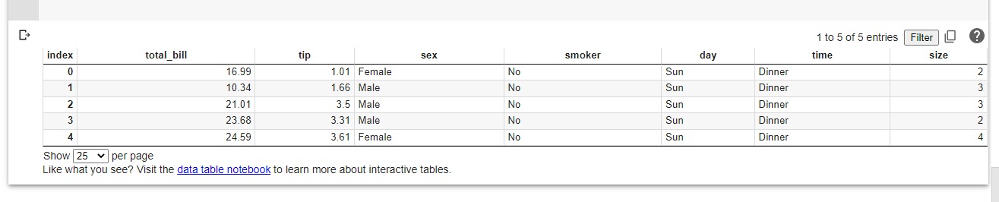 1 to 5 of 5 entries Filter
index total_bill tip sex smoker day time size
0 16.99 1.01 Female No Sun Dinner 2
1 10.34 1.66 Male No Sun Dinner 3
2 21.01 3.5 Male No Sun Dinner 3
3 23.68 3.31 Male No Sun Dinner 2
4 24.59 3.61 Female No Sun Dinner 4
Show 25 per page
Like what you see? Visit the data table notebook to learn more about interactive tables.